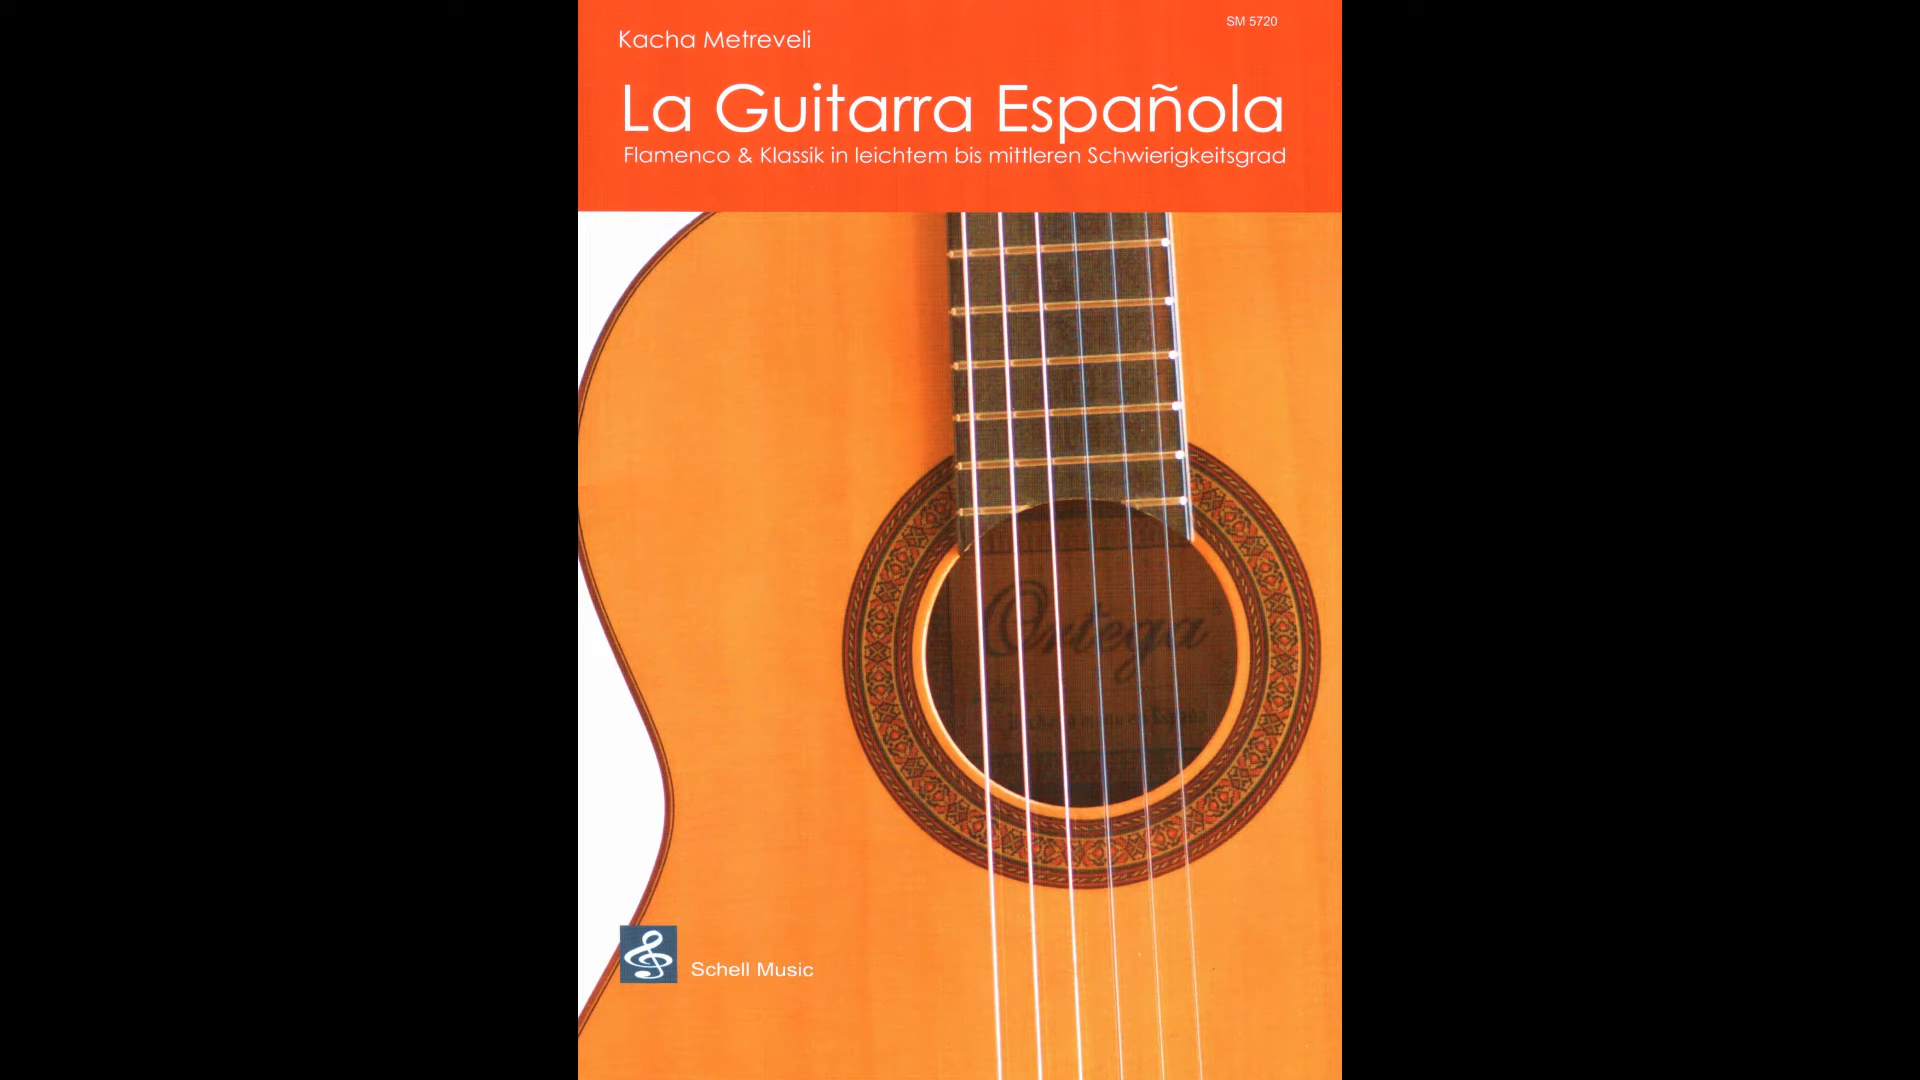 SM 5720
Kacha Metreveli
La Guitarra Española
Flamenco & Klassik in leichtem bis mittleren Schwierigkeitsgrad
Ortega
Schell Music